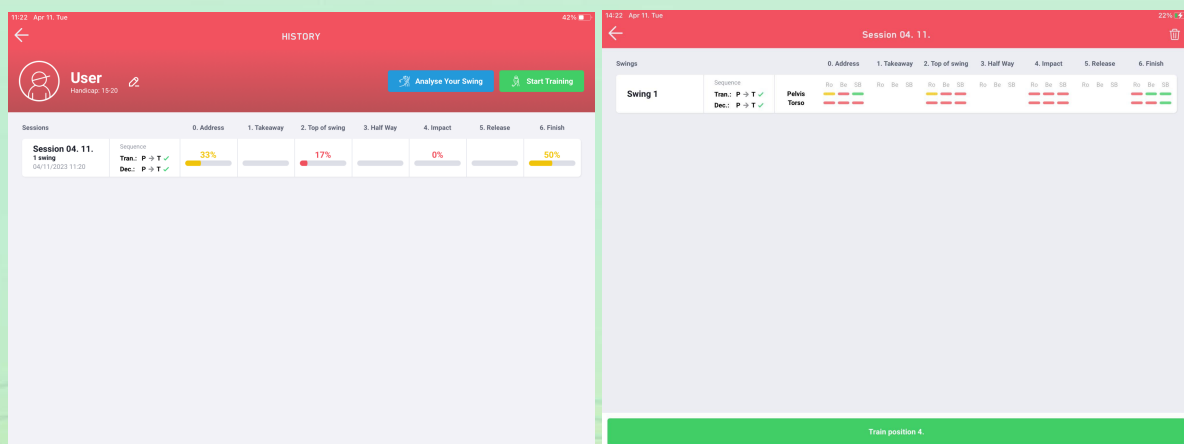 11:22 Apr 11. Tue 42%
HISTORY
User
Handicap: 15-20
Analyse Your Swing
Start Training
Sessions 0. Address 1. Takeaway 2. Top of swing 3. Half Way 4. Impact 5. Release 6. Finish
Session 04. 11. Sequence
1 swing Tran.: P → T ✓ 33% 17% 0% 50%
04/11/2023 11:20 Dec.: P → T ✓
14:22 Apr 11. Tue 22%
Session 04. 11.
Swings 0. Address 1. Takeaway 2. Top of swing 3. Half Way 4. Impact 5. Release 6. Finish
Sequence Ro Be SB Ro Be SB Ro Be SB Ro Be SB Ro Be SB Ro Be SB Ro Be SB
Swing 1 Tran.: P → T ✓ Pelvis
Dec.: P → T ✓ Torso
Train position 4.